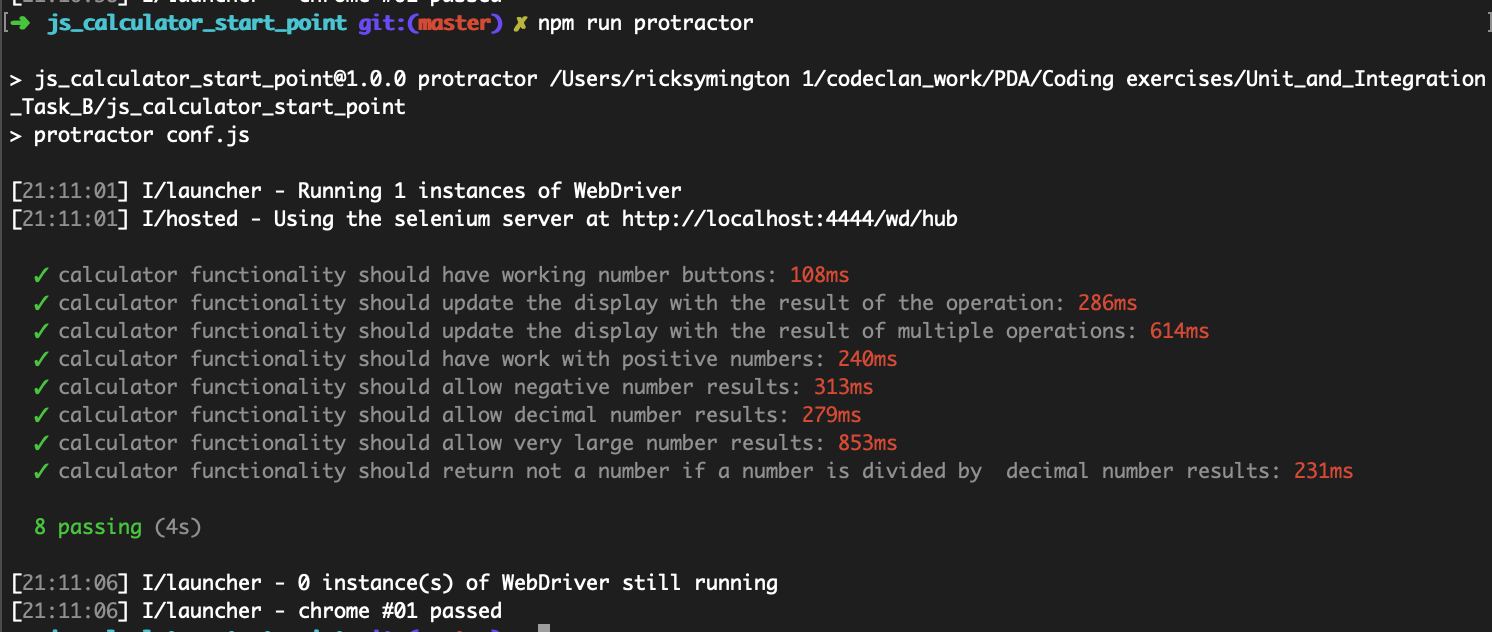 [21:10:58] I/launcher - chrome #01 passed
[➜ js_calculator_start_point git:(master) ✗ npm run protractor ]
> js_calculator_start_point@1.0.0 protractor /Users/ricksymington 1/codeclan_work/PDA/Coding exercises/Unit_and_Integration
_Task_B/js_calculator_start_point
> protractor conf.js
[21:11:01] I/launcher - Running 1 instances of WebDriver
[21:11:01] I/hosted - Using the selenium server at http://localhost:4444/wd/hub
✓ calculator functionality should have working number buttons: 108ms
✓ calculator functionality should update the display with the result of the operation: 286ms
✓ calculator functionality should update the display with the result of multiple operations: 614ms
✓ calculator functionality should have work with positive numbers: 240ms
✓ calculator functionality should allow negative number results: 313ms
✓ calculator functionality should allow decimal number results: 279ms
✓ calculator functionality should allow very large number results: 853ms
✓ calculator functionality should return not a number if a number is divided by  decimal number results: 231ms
8 passing (4s)
[21:11:06] I/launcher - 0 instance(s) of WebDriver still running
[21:11:06] I/launcher - chrome #01 passed